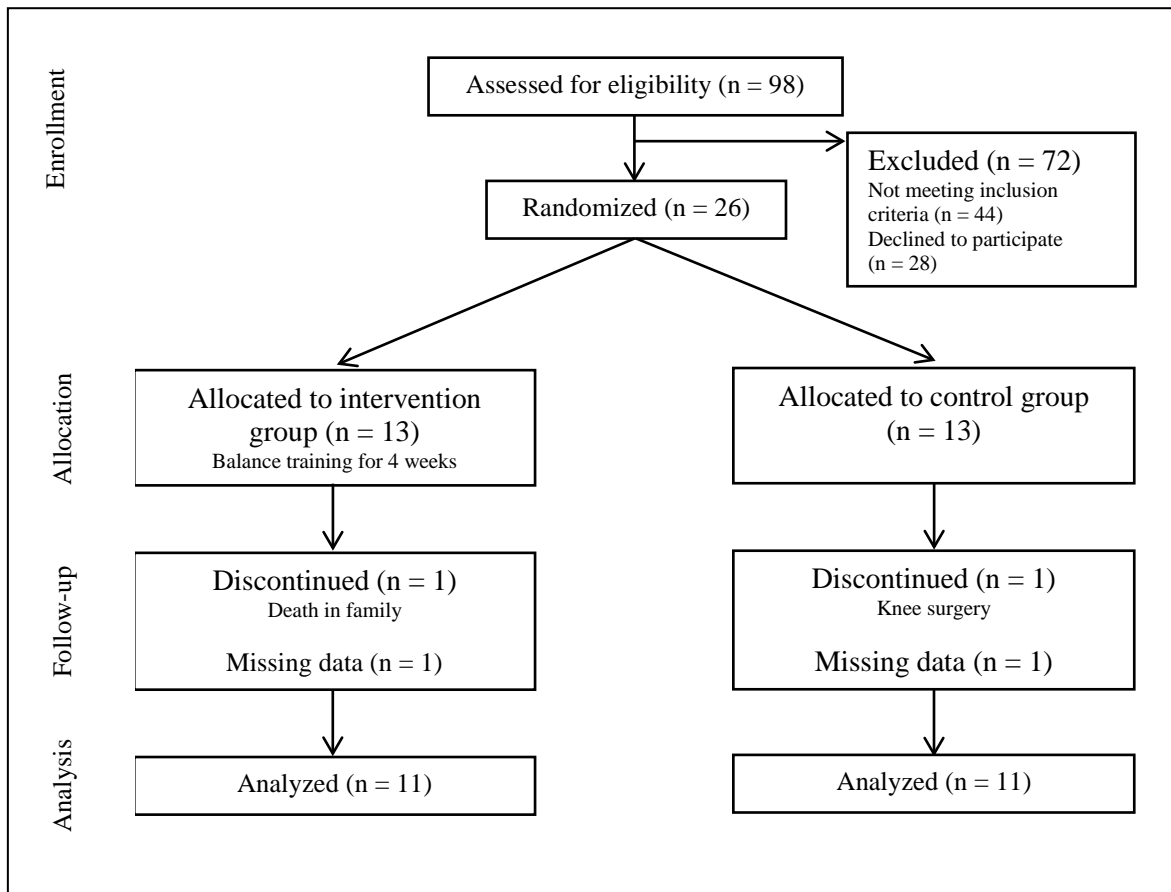 Enrollment
Assessed for eligibility (n = 98)
Excluded (n = 72)
Not meeting inclusion
criteria (n = 44)
Declined to participate
(n = 28)
Randomized (n = 26)
Allocation
Allocated to intervention
group (n = 13)
Balance training for 4 weeks
Allocated to control group
(n = 13)
Follow-up
Discontinued (n = 1)
Death in family
Missing data (n = 1)
Discontinued (n = 1)
Knee surgery
Missing data (n = 1)
Analysis
Analyzed (n = 11)
Analyzed (n = 11)